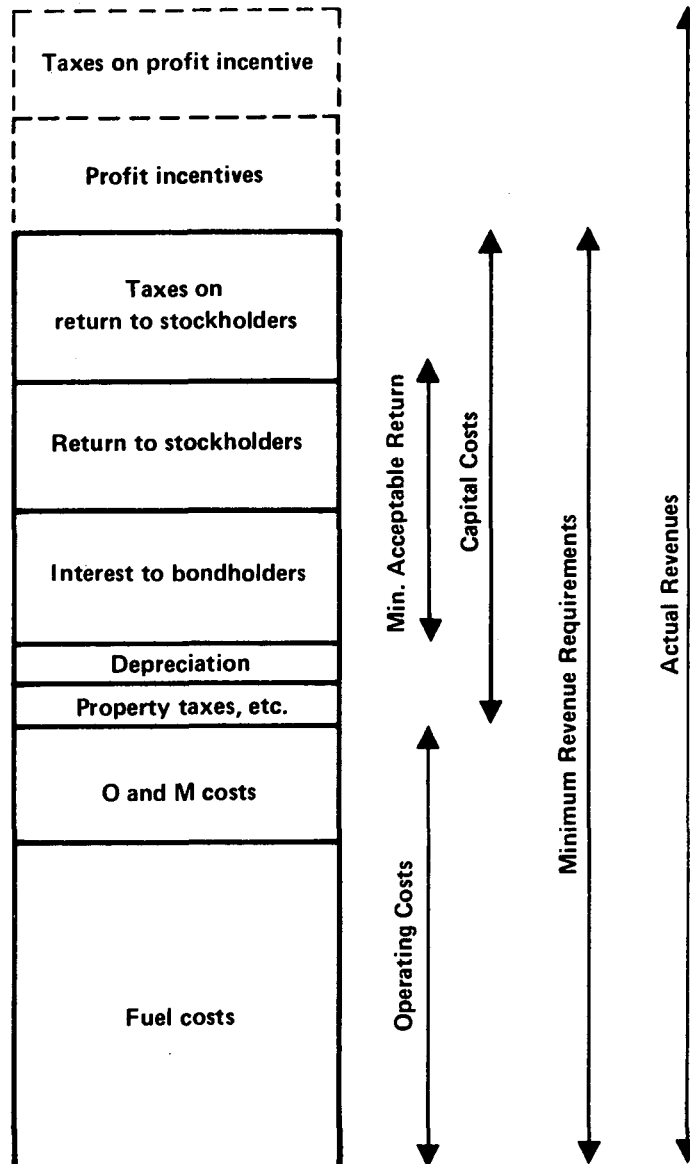 Taxes on profit incentive
Profit incentives
Taxes on
return to stockholders
Return to stockholders
Interest to bondholders
Depreciation
Property taxes, etc.
O and M costs
Fuel costs
Min. Acceptable Return
Operating Costs
Capital Costs
Minimum Revenue Requirements
Actual Revenues